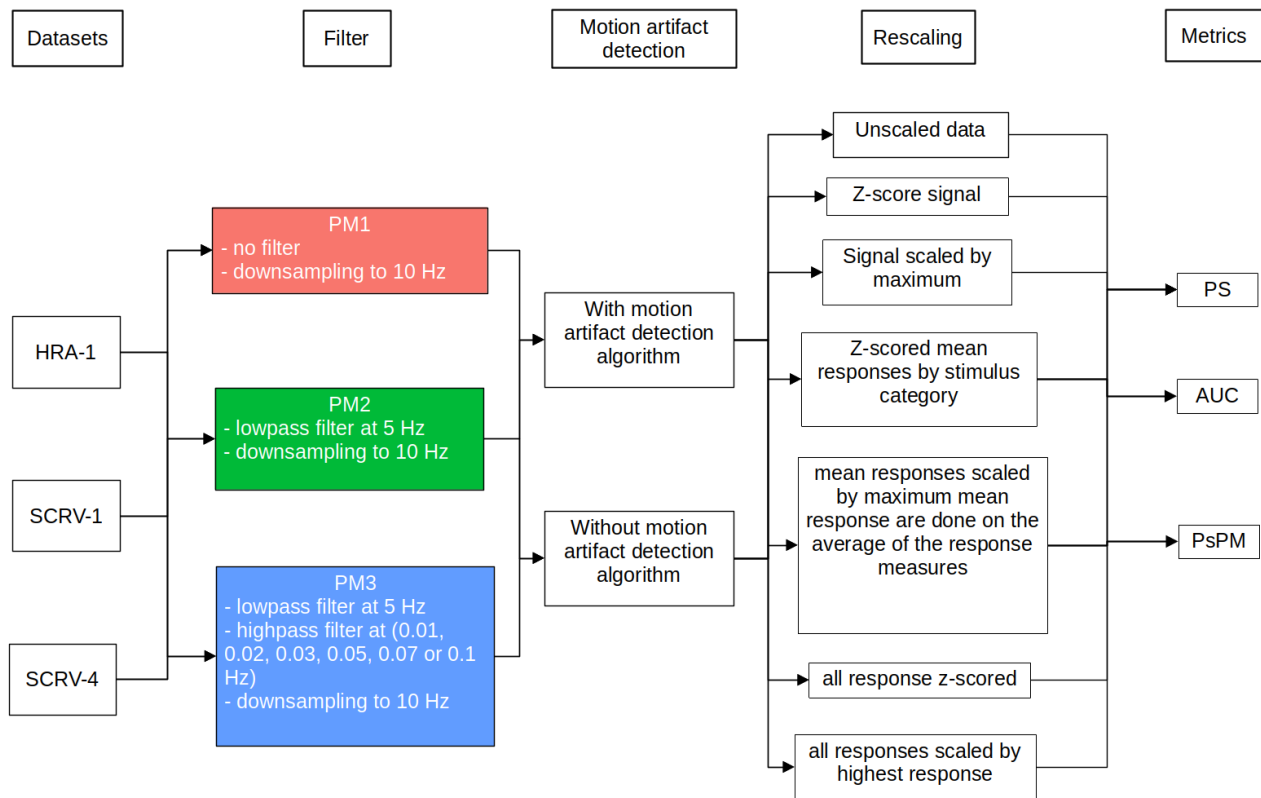 Datasets
Filter
Motion artifact
detection
Rescaling
Metrics
HRA-1
SCRV-1
SCRV-4
PM1
- no filter
- downsampling to 10 Hz
PM2
- lowpass filter at 5 Hz
- downsampling to 10 Hz
PM3
- lowpass filter at 5 Hz
- highpass filter at (0.01,
0.02, 0.03, 0.05, 0.07 or 0.1
Hz)
- downsampling to 10 Hz
With motion
artifact detection
algorithm
Without motion
artifact detection
algorithm
Unscaled data
Z-score signal
Signal scaled by
maximum
Z-scored mean
responses by stimulus
category
mean responses scaled
by maximum mean
response are done on the
average of the response
measures
all response z-scored
all responses scaled by
highest response
PS
AUC
PsPM